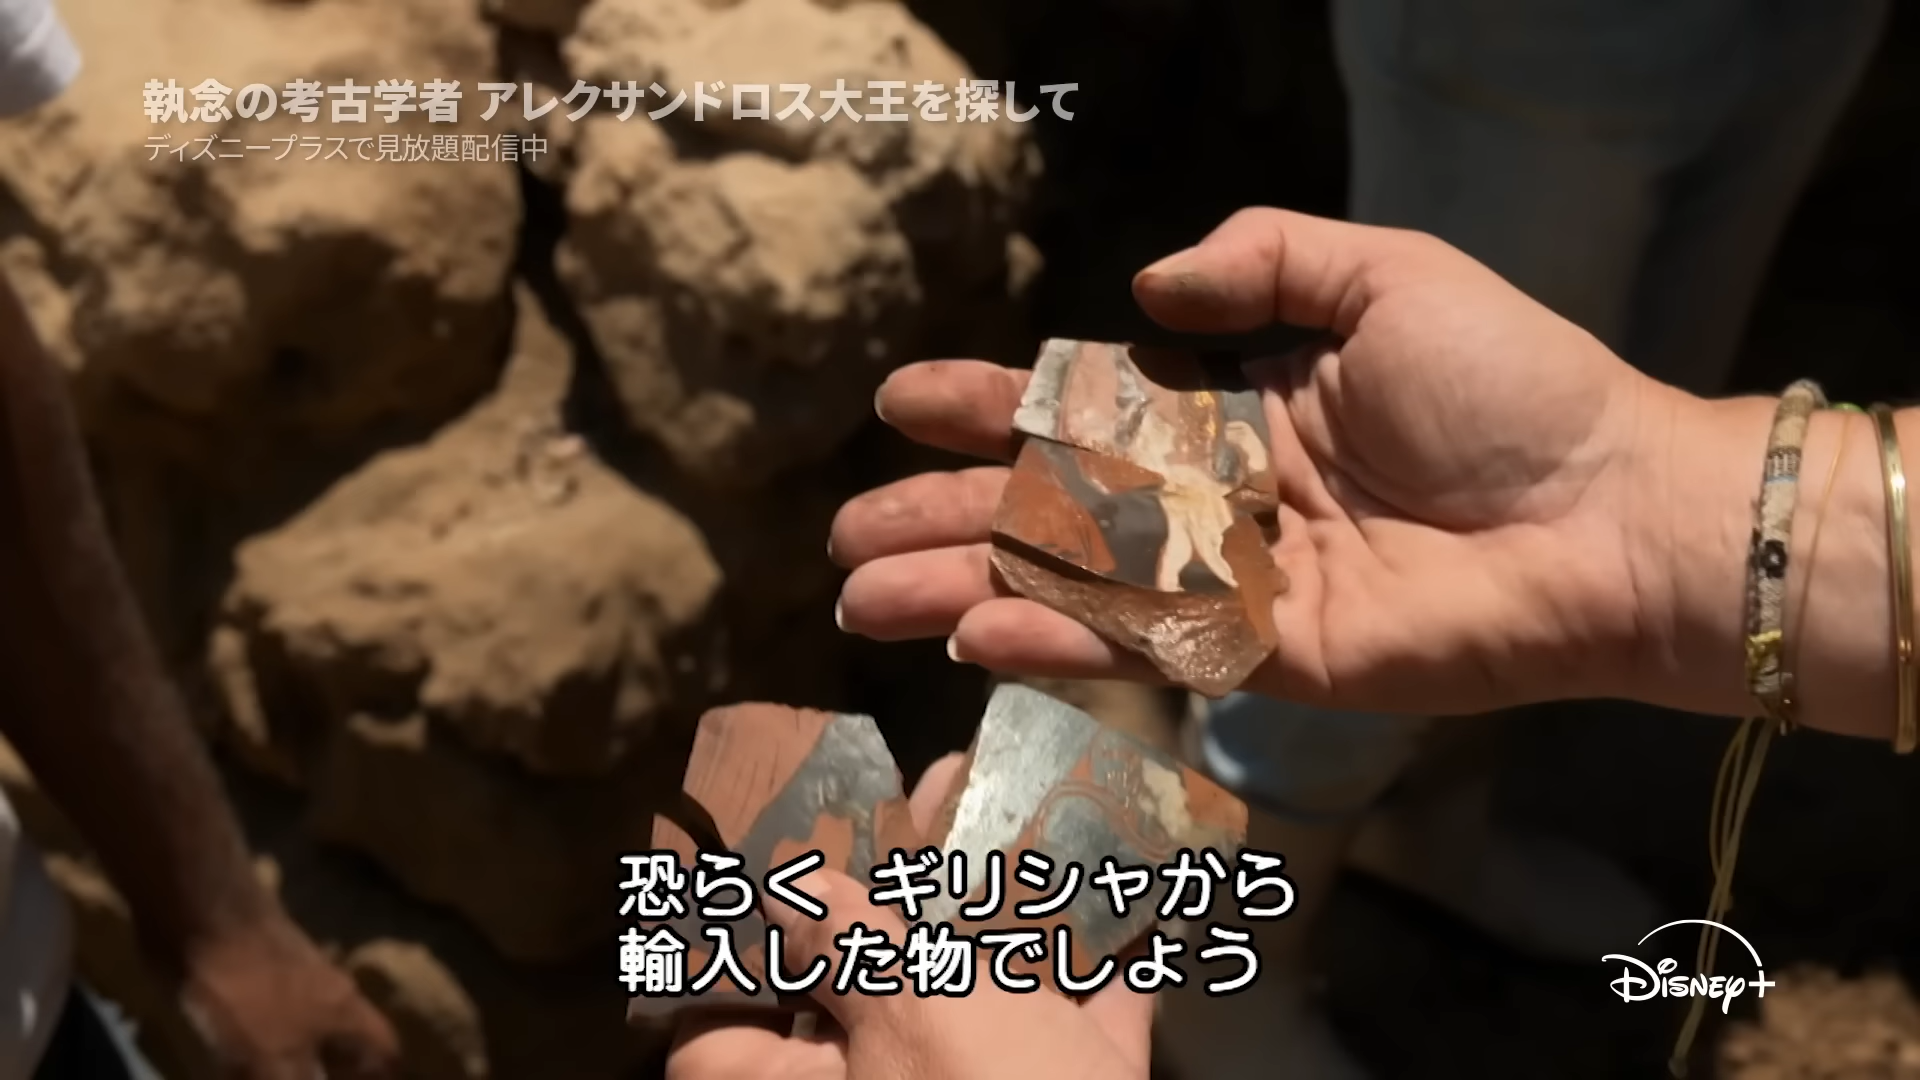 執念の考古学者 アレクサンドロス大王を探して
ディズニープラスで見放題配信中
恐らく ギリシャから
輸入した物でしょう
Disney+